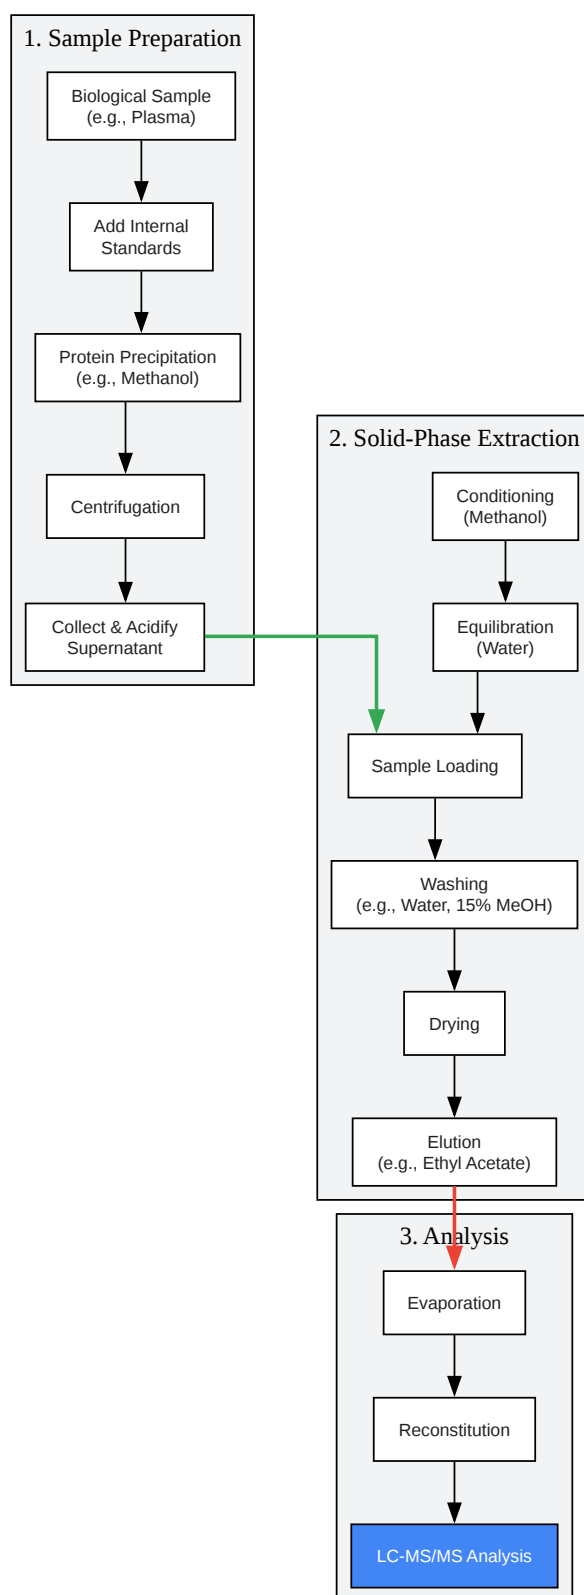 1. Sample Preparation
Biological Sample
(e.g., Plasma)
Add Internal
Standards
Protein Precipitation
(e.g., Methanol)
Centrifugation
Collect & Acidify
Supernatant
2. Solid-Phase Extraction
Conditioning
(Methanol)
Equilibration
(Water)
Sample Loading
Washing
(e.g., Water, 15% MeOH)
Drying
Elution
(e.g., Ethyl Acetate)
3. Analysis
Evaporation
Reconstitution
LC-MS/MS Analysis